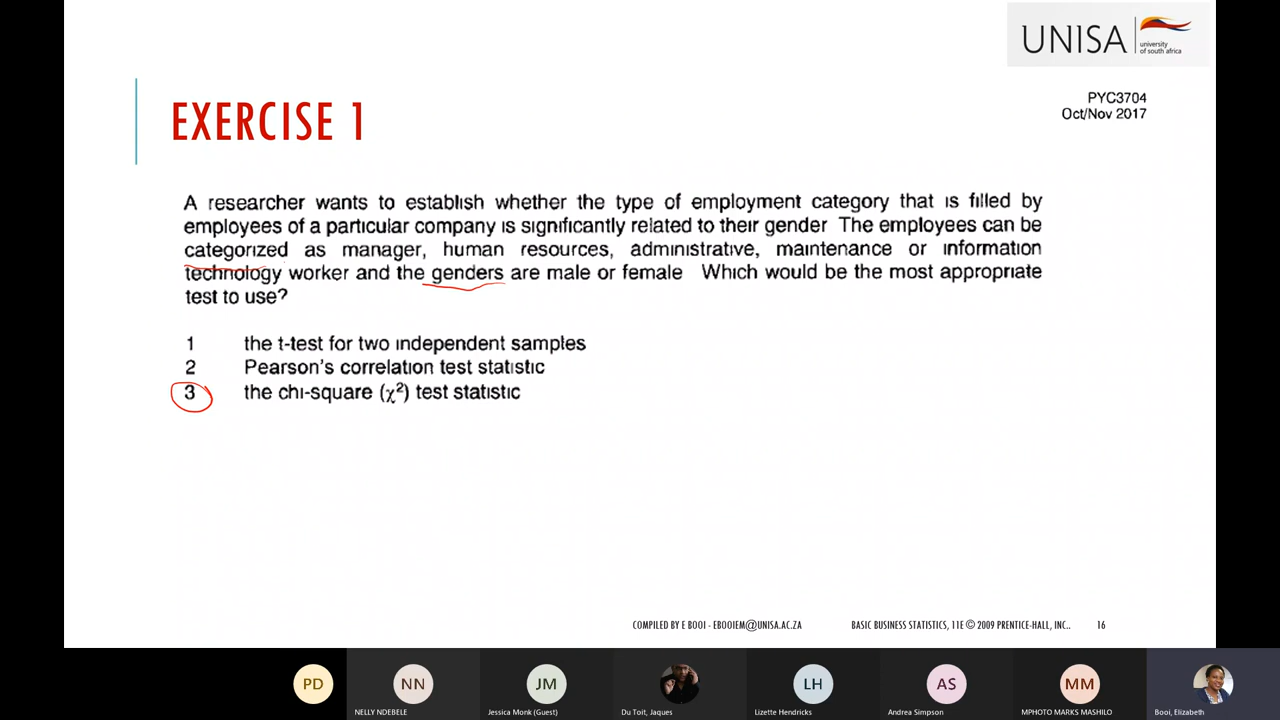 UNISA
university
of south africa
PYC3704
Oct/Nov 2017
EXERCISE 1
A researcher wants to establish whether the type of employment category that is filled by
employees of a particular company is significantly related to their gender The employees can be
categorized as manager, human resources, administrative, maintenance or information
technology worker and the genders are male or female Which would be the most appropriate
test to use?
1 the t-test for two independent samples
2 Pearson's correlation test statistic
3 the chi-square (χ²) test statistic
COMPILED BY E BOOI - EBOOIEM@UNISA.AC.ZA BASIC BUSINESS STATISTICS, 11E © 2009 PRENTICE-HALL, INC.. 16
PD NN JM LH AS MM
NELLY NDEBELE Jessica Monk (Guest) Du Toit, Jaques Lizette Hendricks Andrea Simpson MPHOTO MARKS MASHILO Booi, Elizabeth